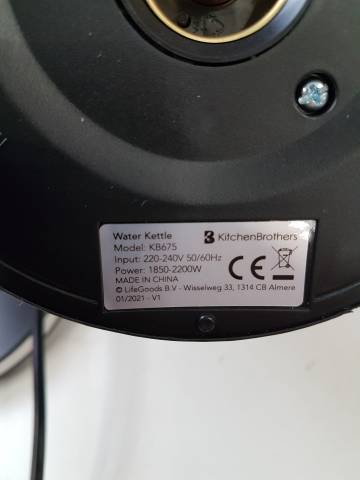 Water Kettle
KitchenBrothers
Model: KB675
Input: 220-240V 50/60Hz
Power: 1850-2200W
CE
MADE IN CHINA
© LifeGoods B.V - Wisselweg 33, 1314 CB Almere
01/2021 - V1